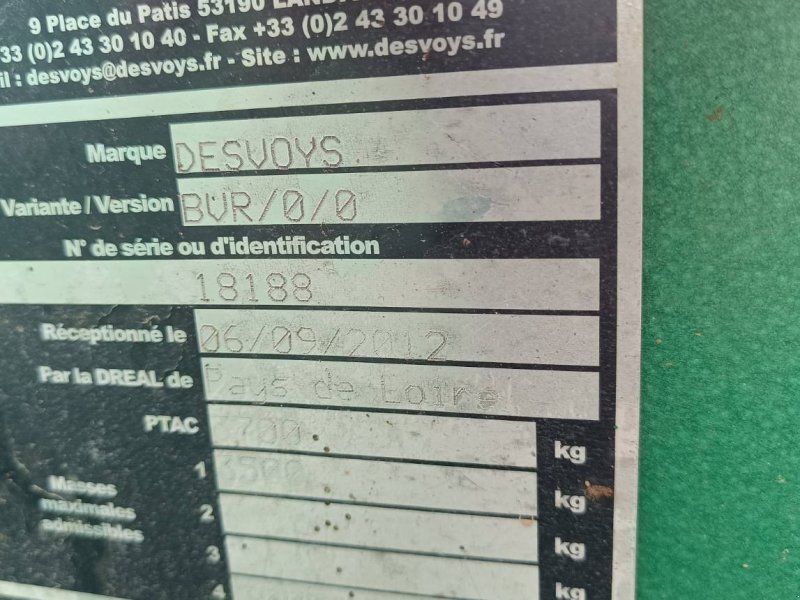 9 Place du Patis 53190
33 (0)2 43 30 10 40 - Fax +33 (0)2 43 30 10 49
il : desvoys@desvoys.fr - Site : www.desvoys.fr
Marque DESVOYS
Variante / Version BVR/0/0
N° de série ou d'identification
18188
Réceptionné le 06/09/2012
Par la DREAL de Pays de Loire
PTAC 700 kg
1 3500 kg
Masses
maximales
admissibles
2 kg
3 kg
4